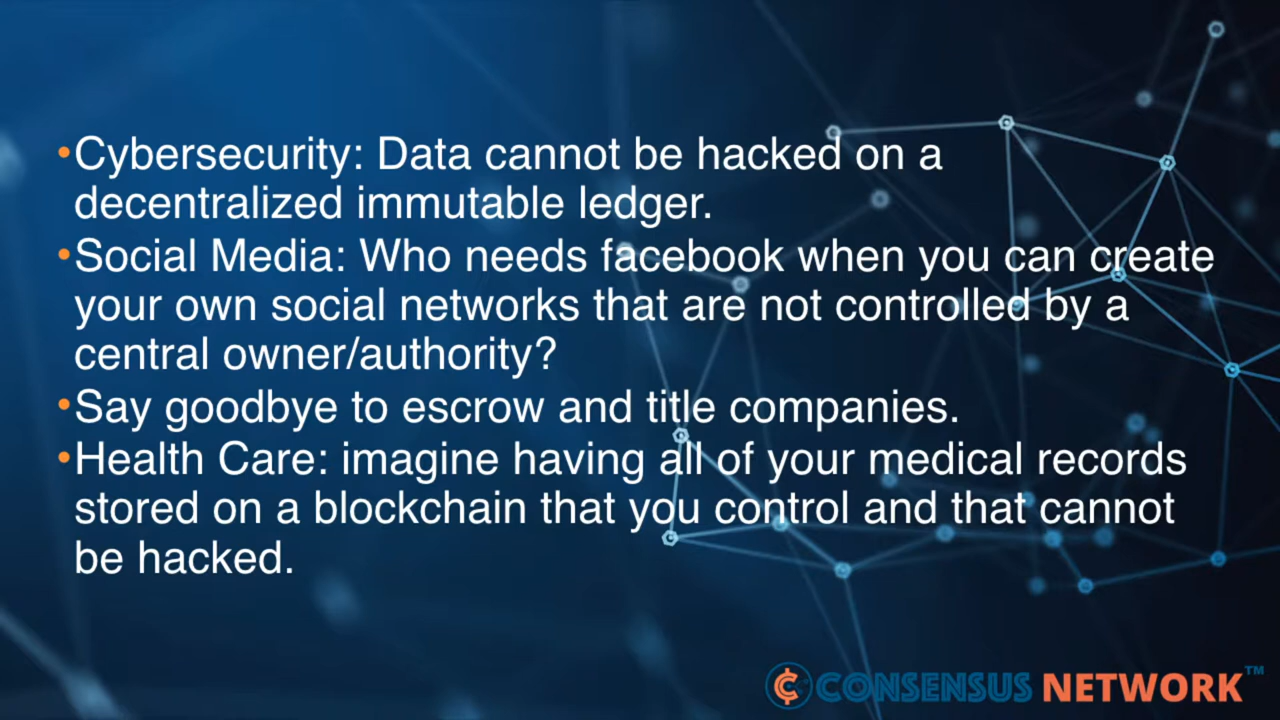 •Cybersecurity: Data cannot be hacked on a
decentralized immutable ledger.
•Social Media: Who needs facebook when you can create
your own social networks that are not controlled by a
central owner/authority?
•Say goodbye to escrow and title companies.
•Health Care: imagine having all of your medical records
stored on a blockchain that you control and that cannot
be hacked.
CONSENSUS NETWORK™